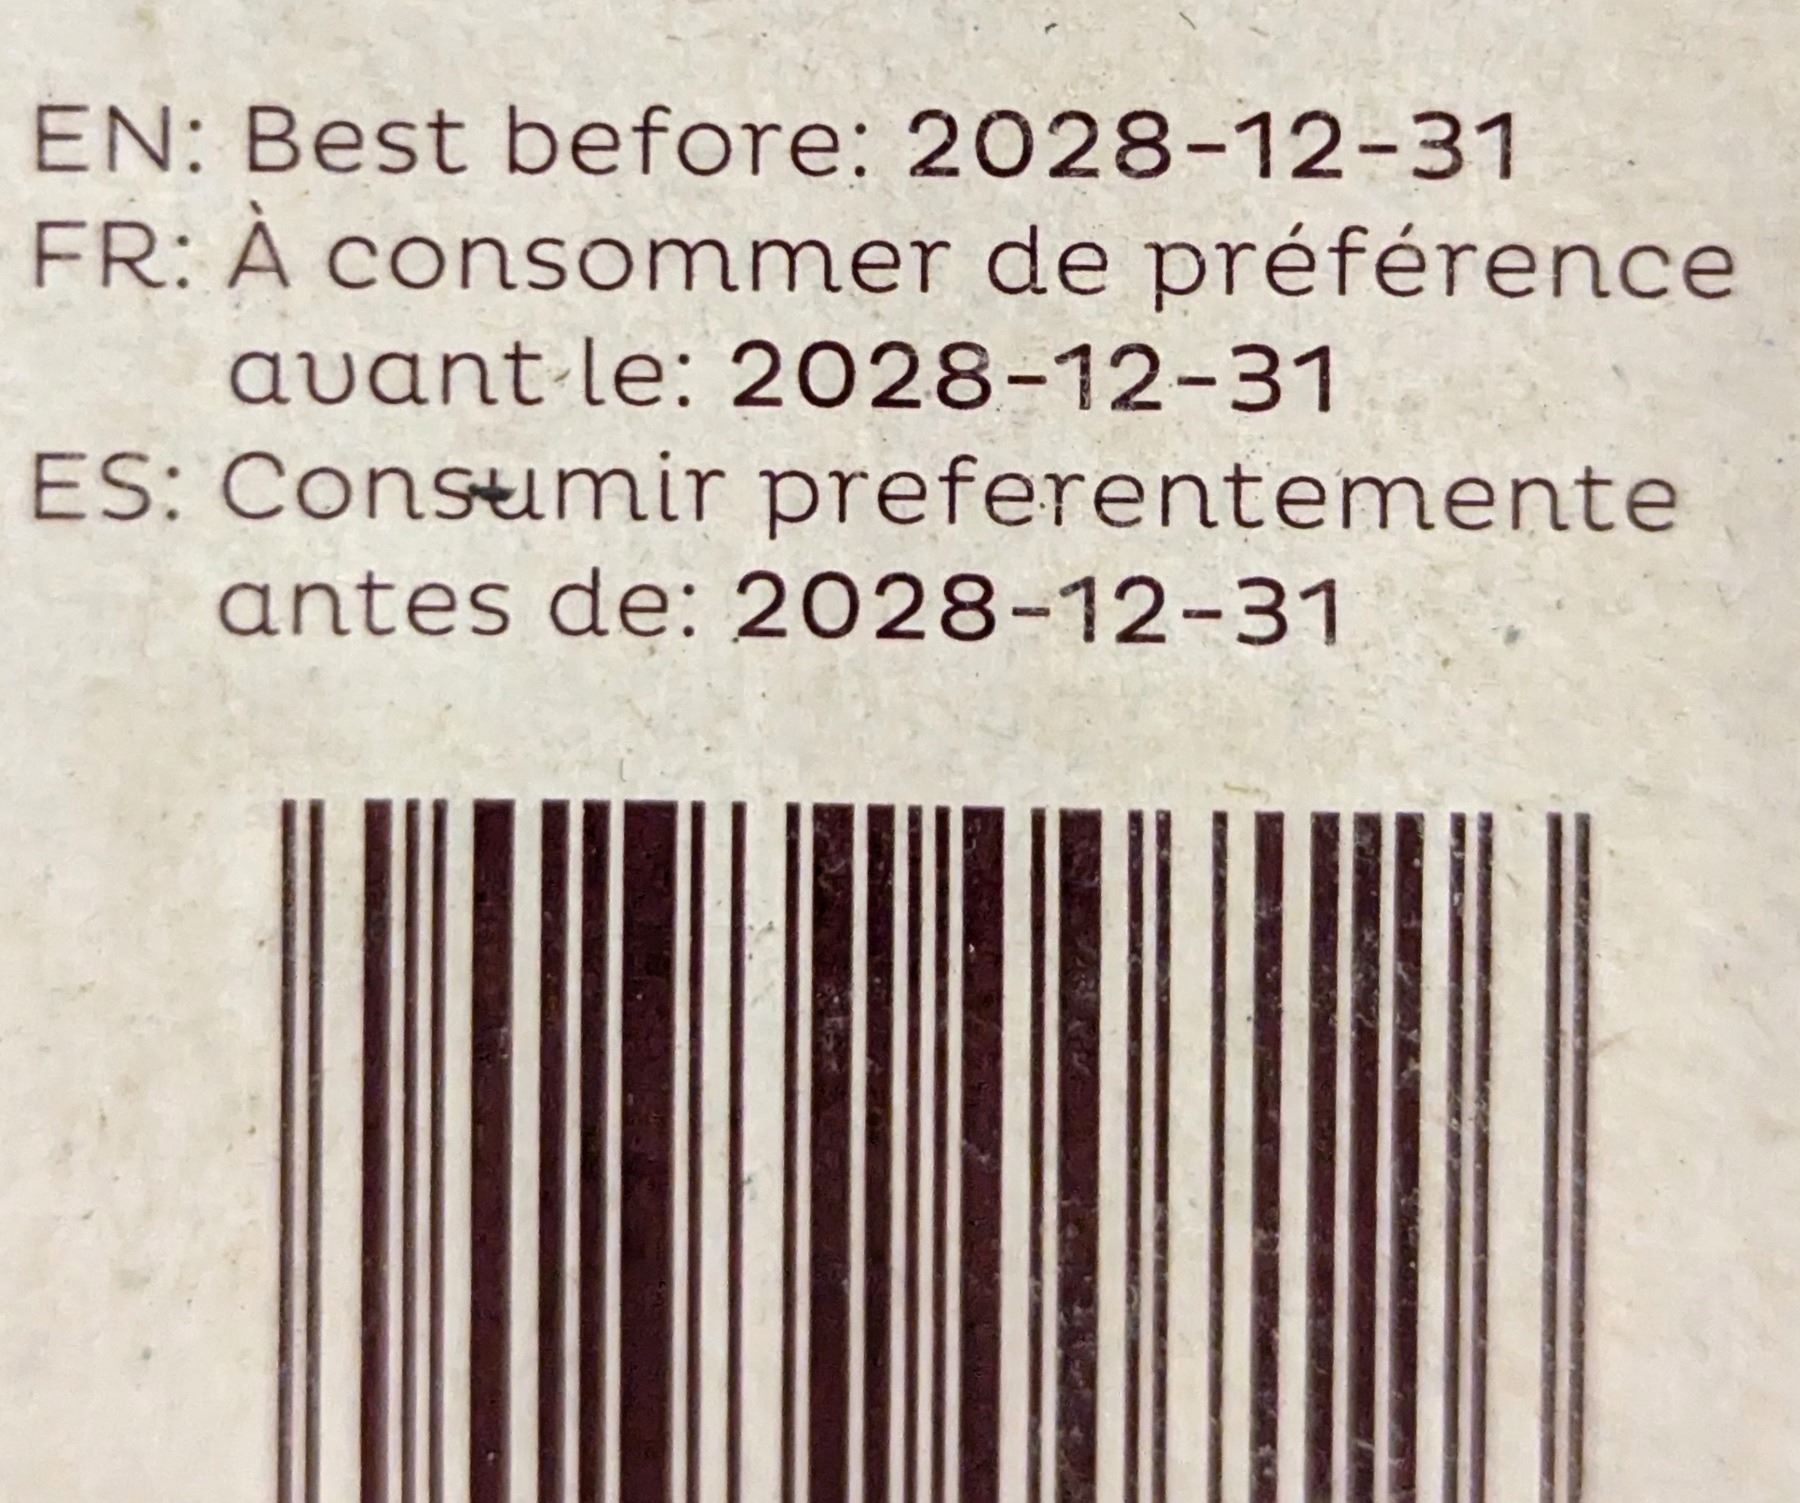 EN: Best before: 2028-12-31
FR: À consommer de préférence
avant le: 2028-12-31
ES: Consumir preferentemente
antes de: 2028-12-31